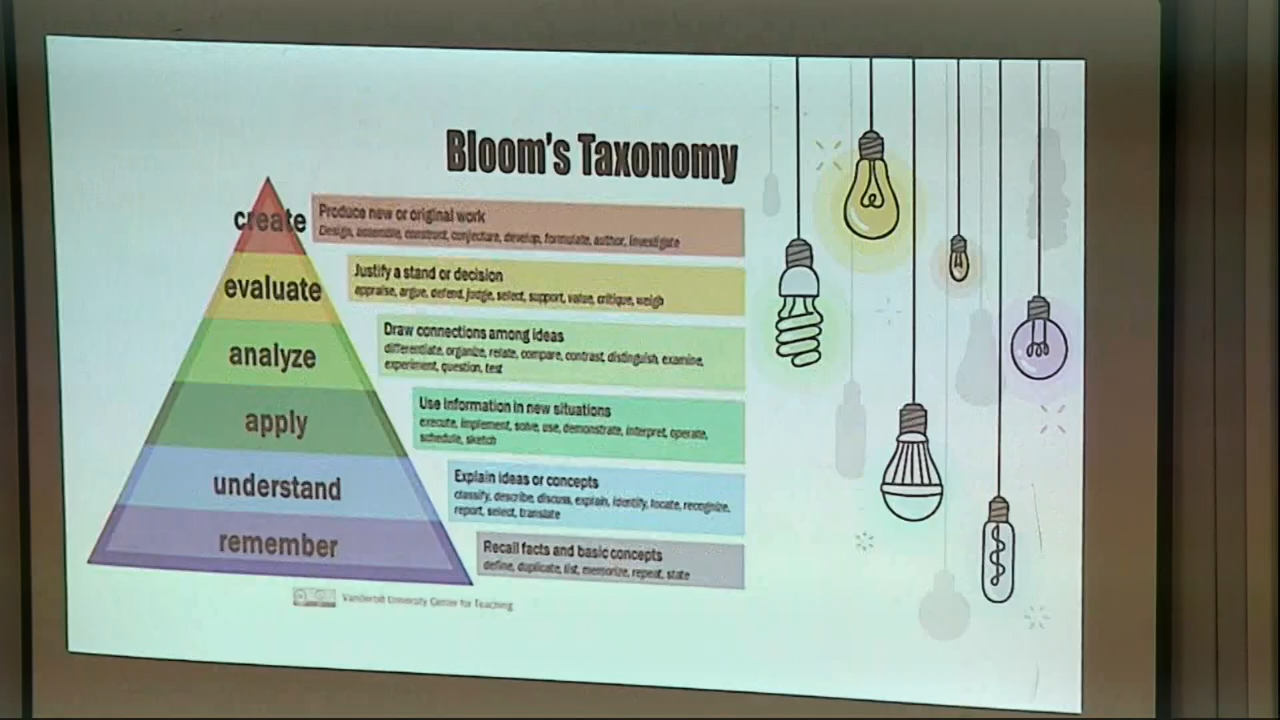 Bloom's Taxonomy
create
Produce new or original work
Design, assemble, construct, conjecture, develop, formulate, author, investigate
evaluate
Justify a stand or decision
appraise, argue, defend, judge, select, support, value, critique, weigh
analyze
Draw connections among ideas
differentiate, organize, relate, compare, contrast, distinguish, examine,
experiment, question, test
apply
Use information in new situations
execute, implement, solve, use, demonstrate, interpret, operate,
schedule, sketch
understand
Explain ideas or concepts
classify, describe, discuss, explain, identify, locate, recognize,
report, select, translate
remember
Recall facts and basic concepts
define, duplicate, list, memorize, repeat, state
Vanderbilt University Center for Teaching